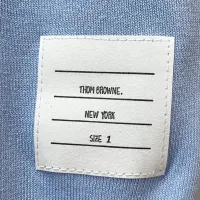 THOM BROWNE.
NEW YORK
SIZE 1